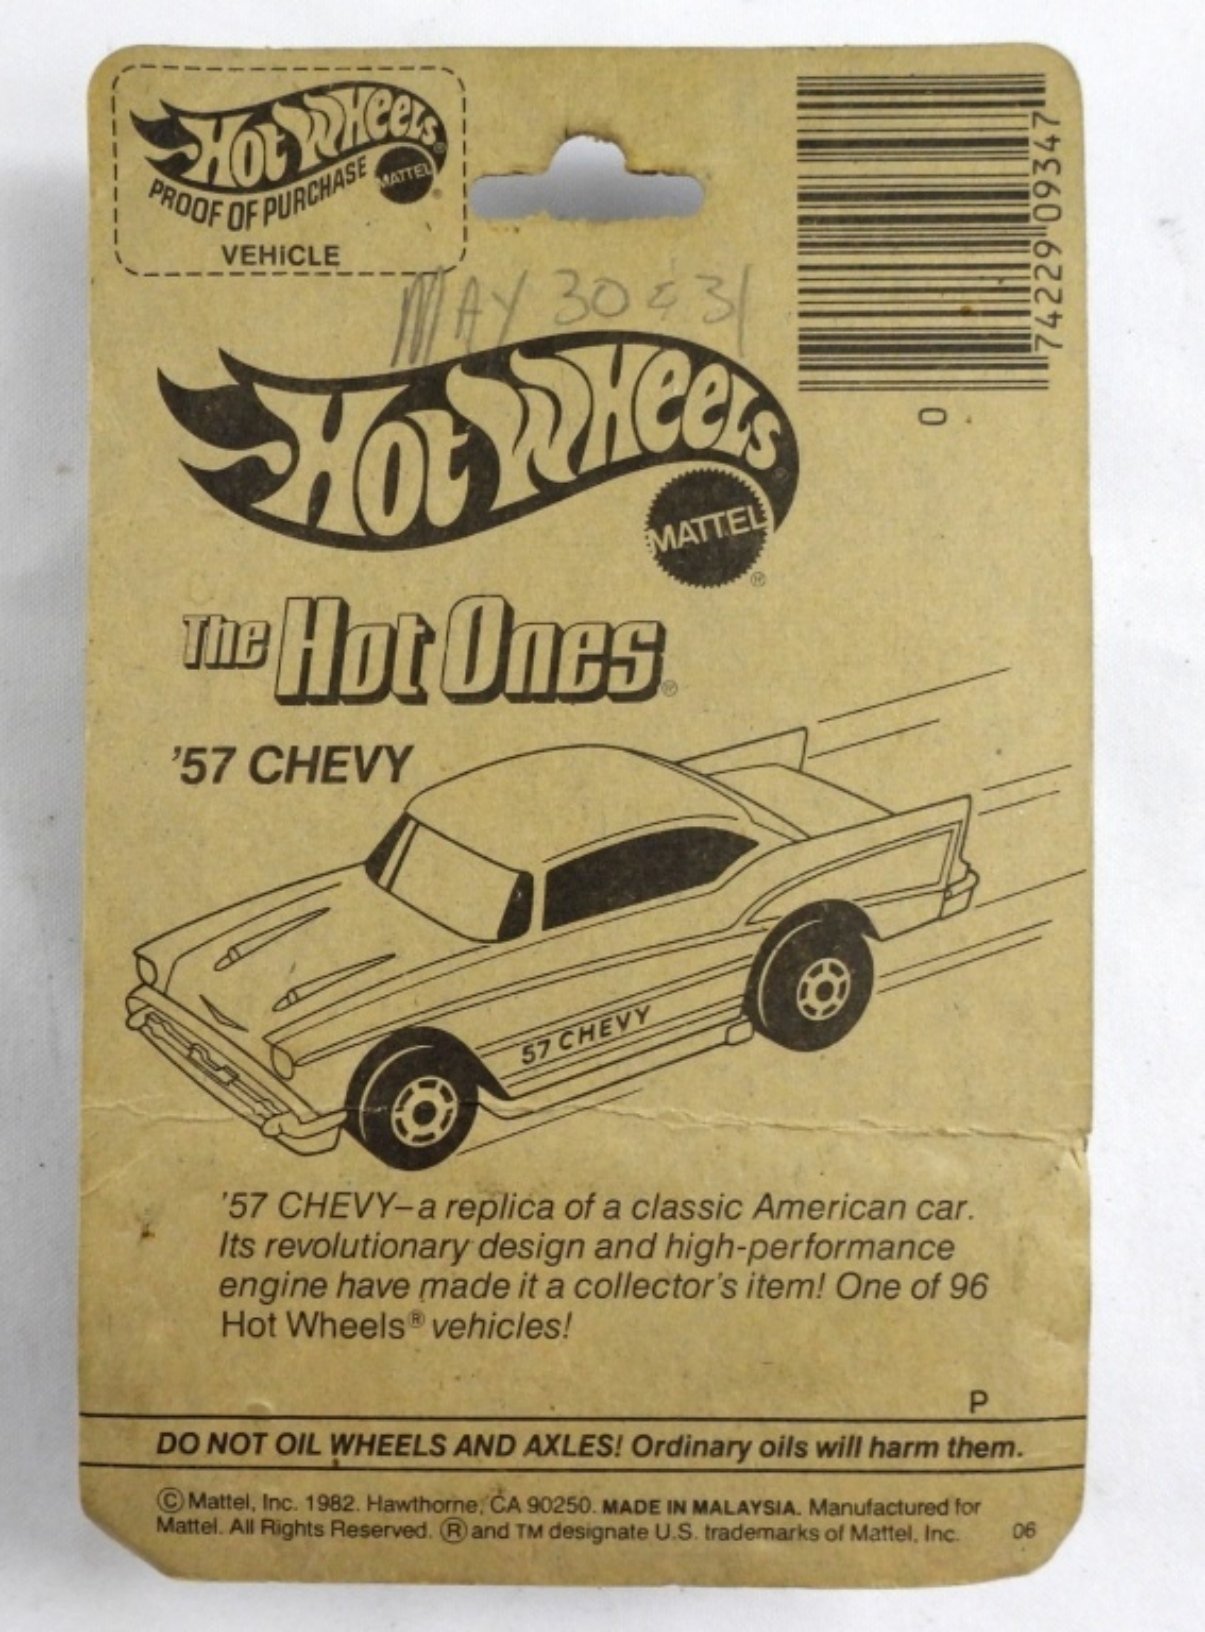 Hot Wheels®
PROOF OF PURCHASE
MATTEL®
VEHiCLE
74229 09347
0
MAY 30 & 31
Hot Wheels®
MATTEL®
The Hot Ones®
'57 CHEVY
57 CHEVY
'57 CHEVY–a replica of a classic American car.
Its revolutionary design and high-performance
engine have made it a collector's item! One of 96
Hot Wheels® vehicles!
P
DO NOT OIL WHEELS AND AXLES! Ordinary oils will harm them.
© Mattel, Inc. 1982. Hawthorne, CA 90250. MADE IN MALAYSIA. Manufactured for
Mattel. All Rights Reserved. ® and TM designate U.S. trademarks of Mattel, Inc.
06